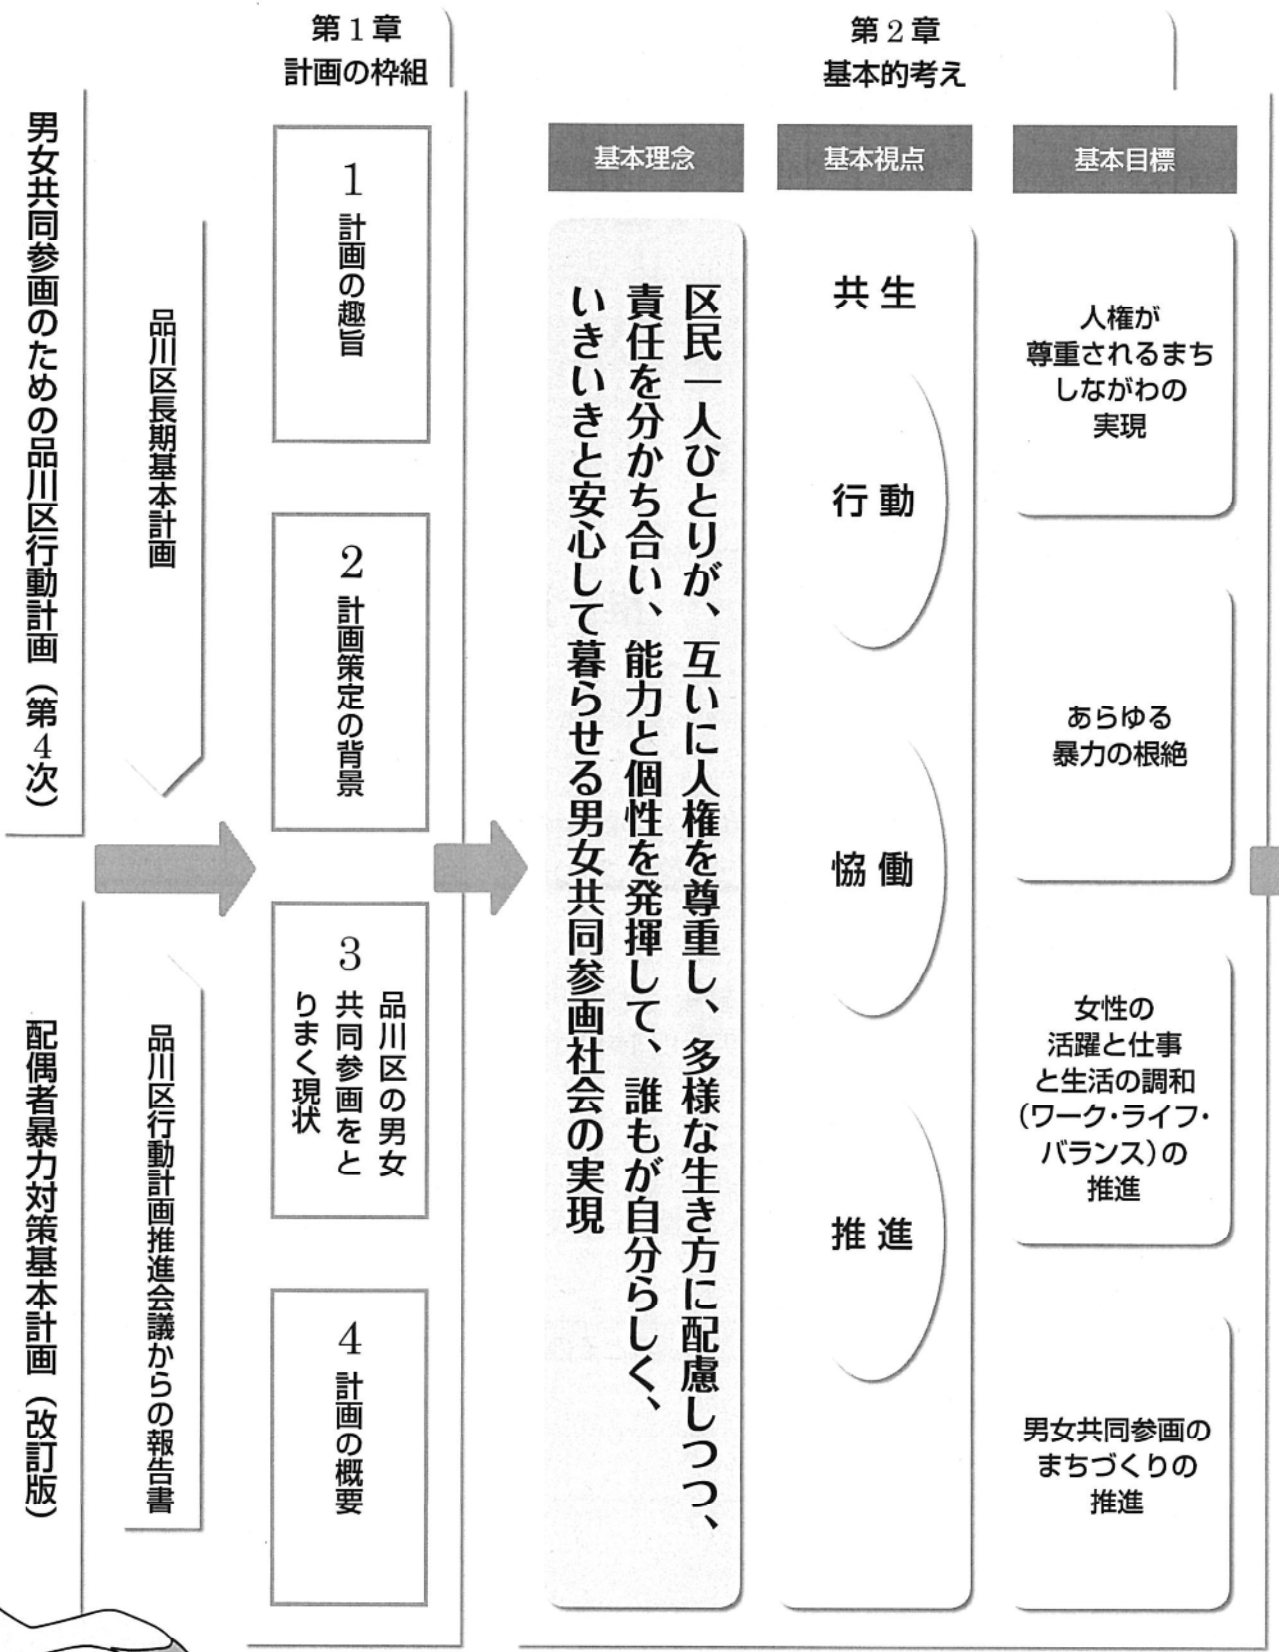 男女共同参画のための品川区行動計画（第4次）
配偶者暴力対策基本計画（改訂版）
品川区長期基本計画
品川区行動計画推進会議からの報告書
第1章
計画の枠組
1 計画の趣旨
2 計画策定の背景
3 品川区の男女
共同参画をと
りまく現状
4 計画の概要
第2章
基本的考え
基本理念
区民一人ひとりが、互いに人権を尊重し、多様な生き方に配慮しつつ、
責任を分かち合い、能力と個性を発揮して、誰もが自分らしく、
いきいきと安心して暮らせる男女共同参画社会の実現
基本視点
共生
行動
協働
推進
基本目標
人権が
尊重されるまち
しながわの
実現
あらゆる
暴力の根絶
女性の
活躍と仕事
と生活の調和
（ワーク・ライフ・
バランス）の
推進
男女共同参画の
まちづくりの
推進